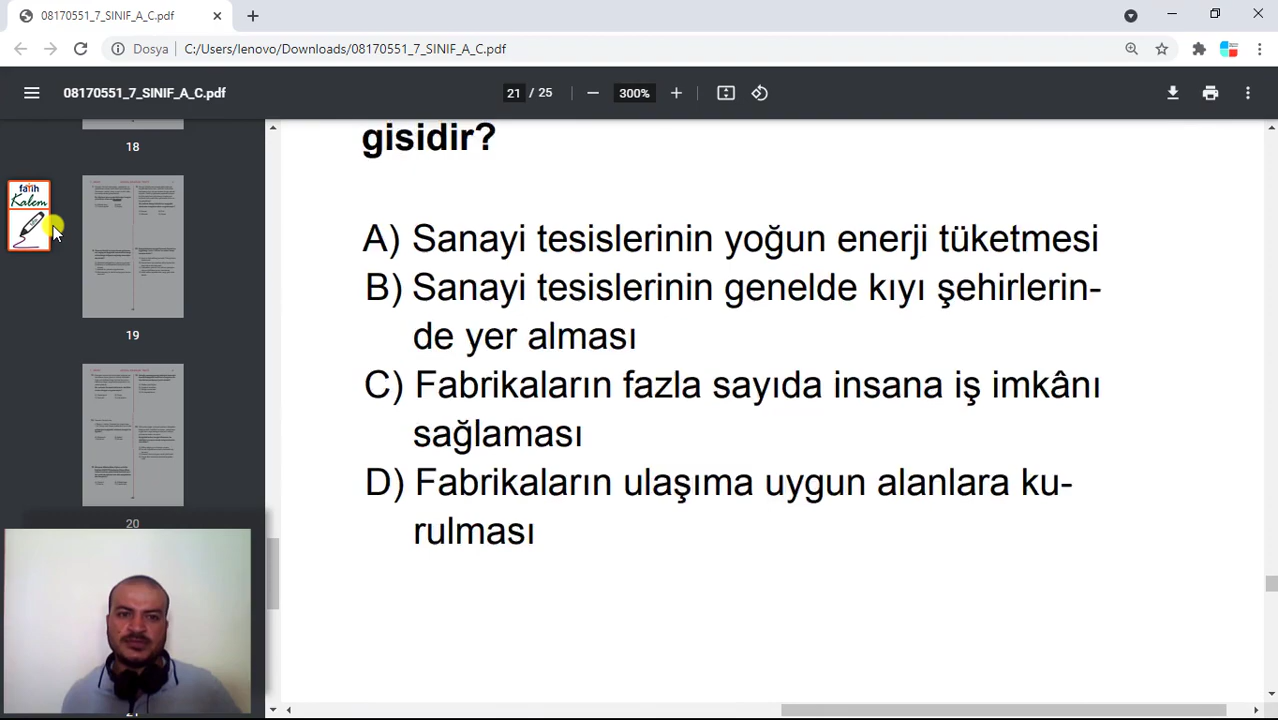 08170551_7_SINIF_A_C.pdf
Dosya C:/Users/lenovo/Downloads/08170551_7_SINIF_A_C.pdf
08170551_7_SINIF_A_C.pdf 21 / 25 300%
18
fatih
Kalem
19
20
gisidir?
A) Sanayi tesislerinin yoğun enerji tüketmesi
B) Sanayi tesislerinin genelde kıyı şehirlerin-
de yer alması
C) Fabrikaların fazla sayıda insana iş imkânı
sağlaması
D) Fabrikaların ulaşıma uygun alanlara ku-
rulması